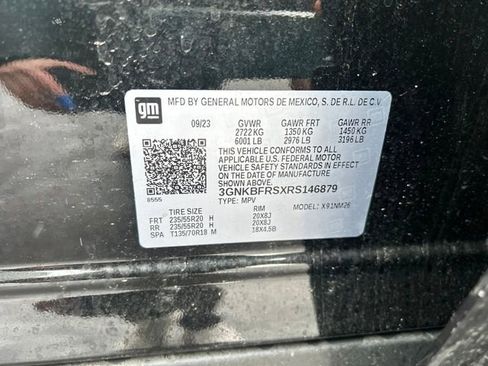 gm
MFD BY GENERAL MOTORS DE MEXICO, S. DE R.L. DE C.V.
09/23 GVWR GAWR FRT GAWR RR
2722 KG 1350 KG 1450 KG
6001 LB 2976 LB 3196 LB
THIS VEHICLE CONFORMS TO ALL
APPLICABLE U.S. FEDERAL MOTOR
VEHICLE SAFETY AND THEFT PREVENTION
STANDARDS IN EFFECT ON THE DATE OF
MANUFACTURE SHOWN ABOVE.
3GNKBFRSXRS146879
8555 TYPE: MPV MODEL: X91NM26
TIRE SIZE RIM
FRT 235/55R20 H 20X8J
RR 235/55R20 H 20X8J
SPA T135/70R18 M 18X4.5B